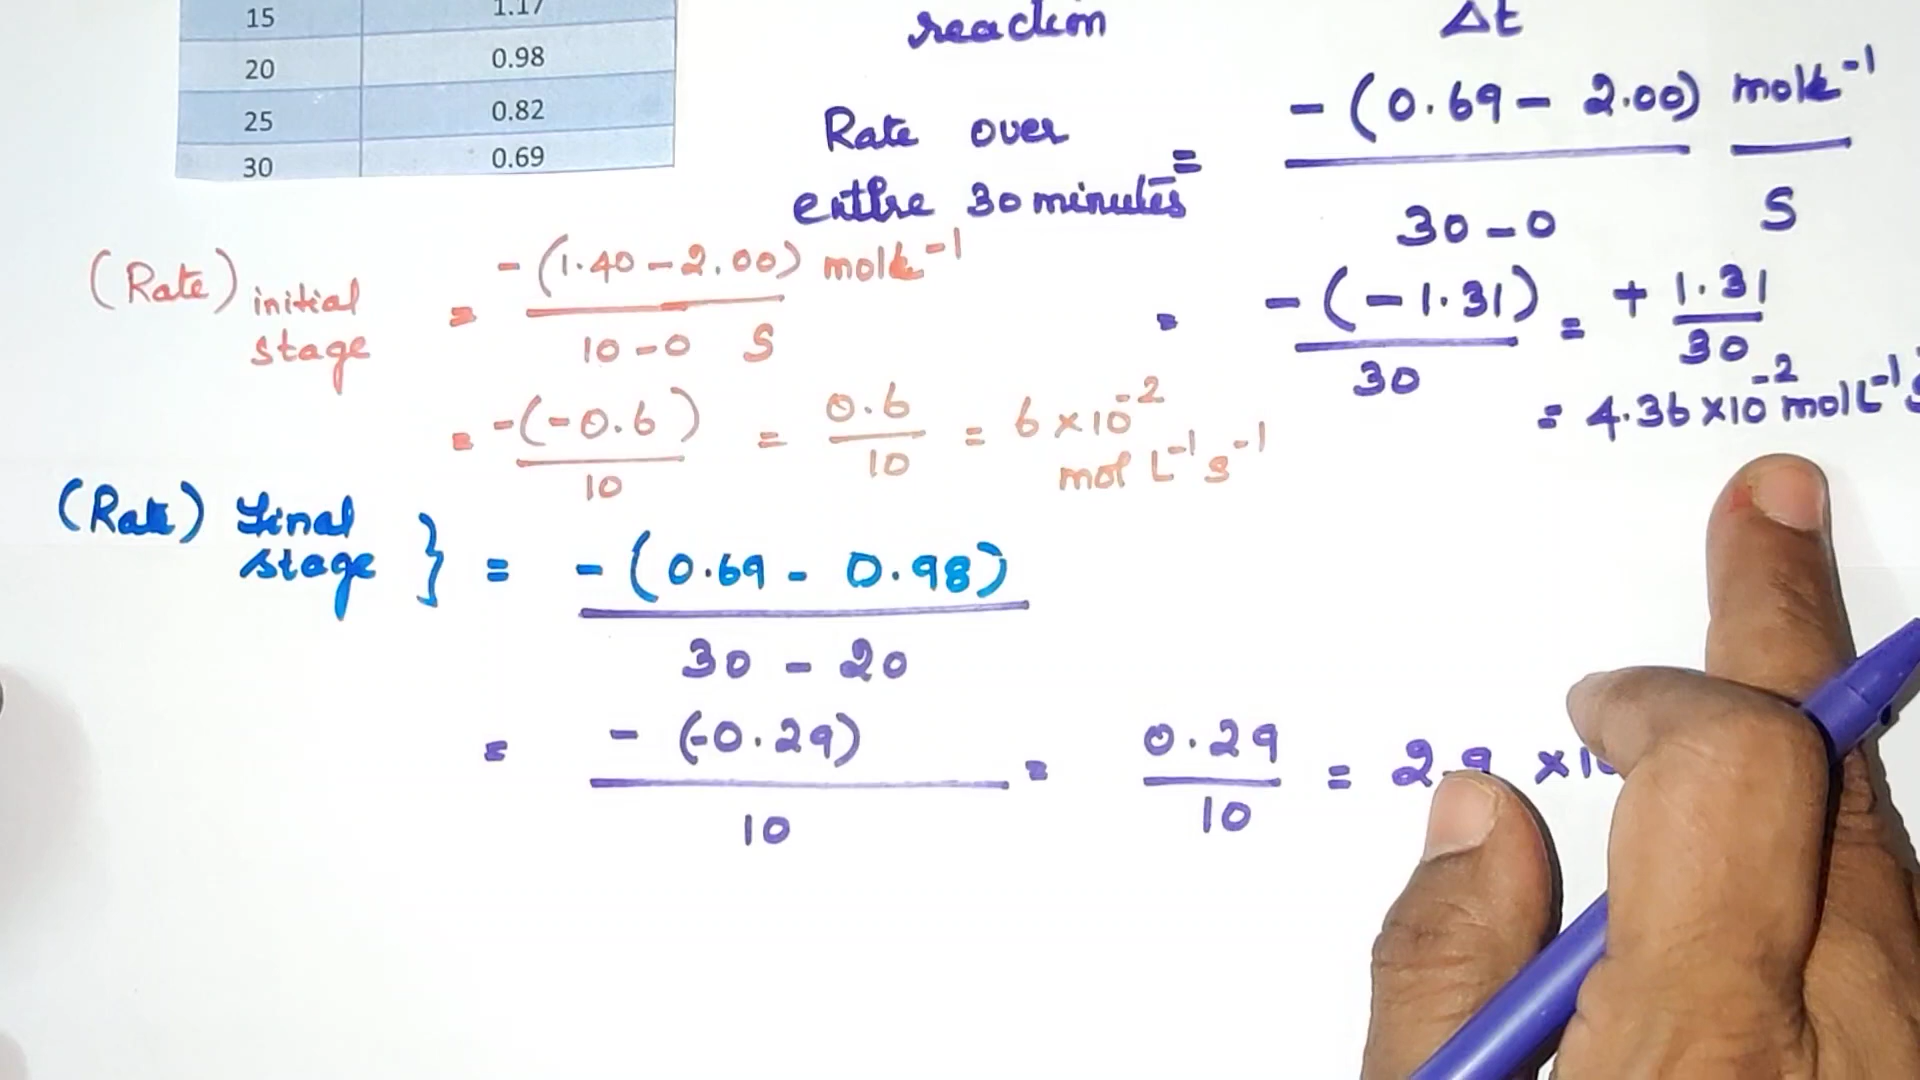 15 1.17
20 0.98
25 0.82
30 0.69
reaction Δt
Rate over
entire 30 minutes = -(0.69 - 2.00) mol L⁻¹ / 30 - 0 S
= -(-1.31) / 30 = + 1.31 / 30
= 4.36 × 10⁻² mol L⁻¹
(Rate) initial stage = -(1.40 - 2.00) mol L⁻¹ / 10 - 0 S
= -(-0.6) / 10 = 0.6 / 10 = 6 × 10⁻² mol L⁻¹ s⁻¹
(Rate) final stage } = -(0.69 - 0.98) / 30 - 20
= -(-0.29) / 10 = 0.29 / 10 = 2.9 ×